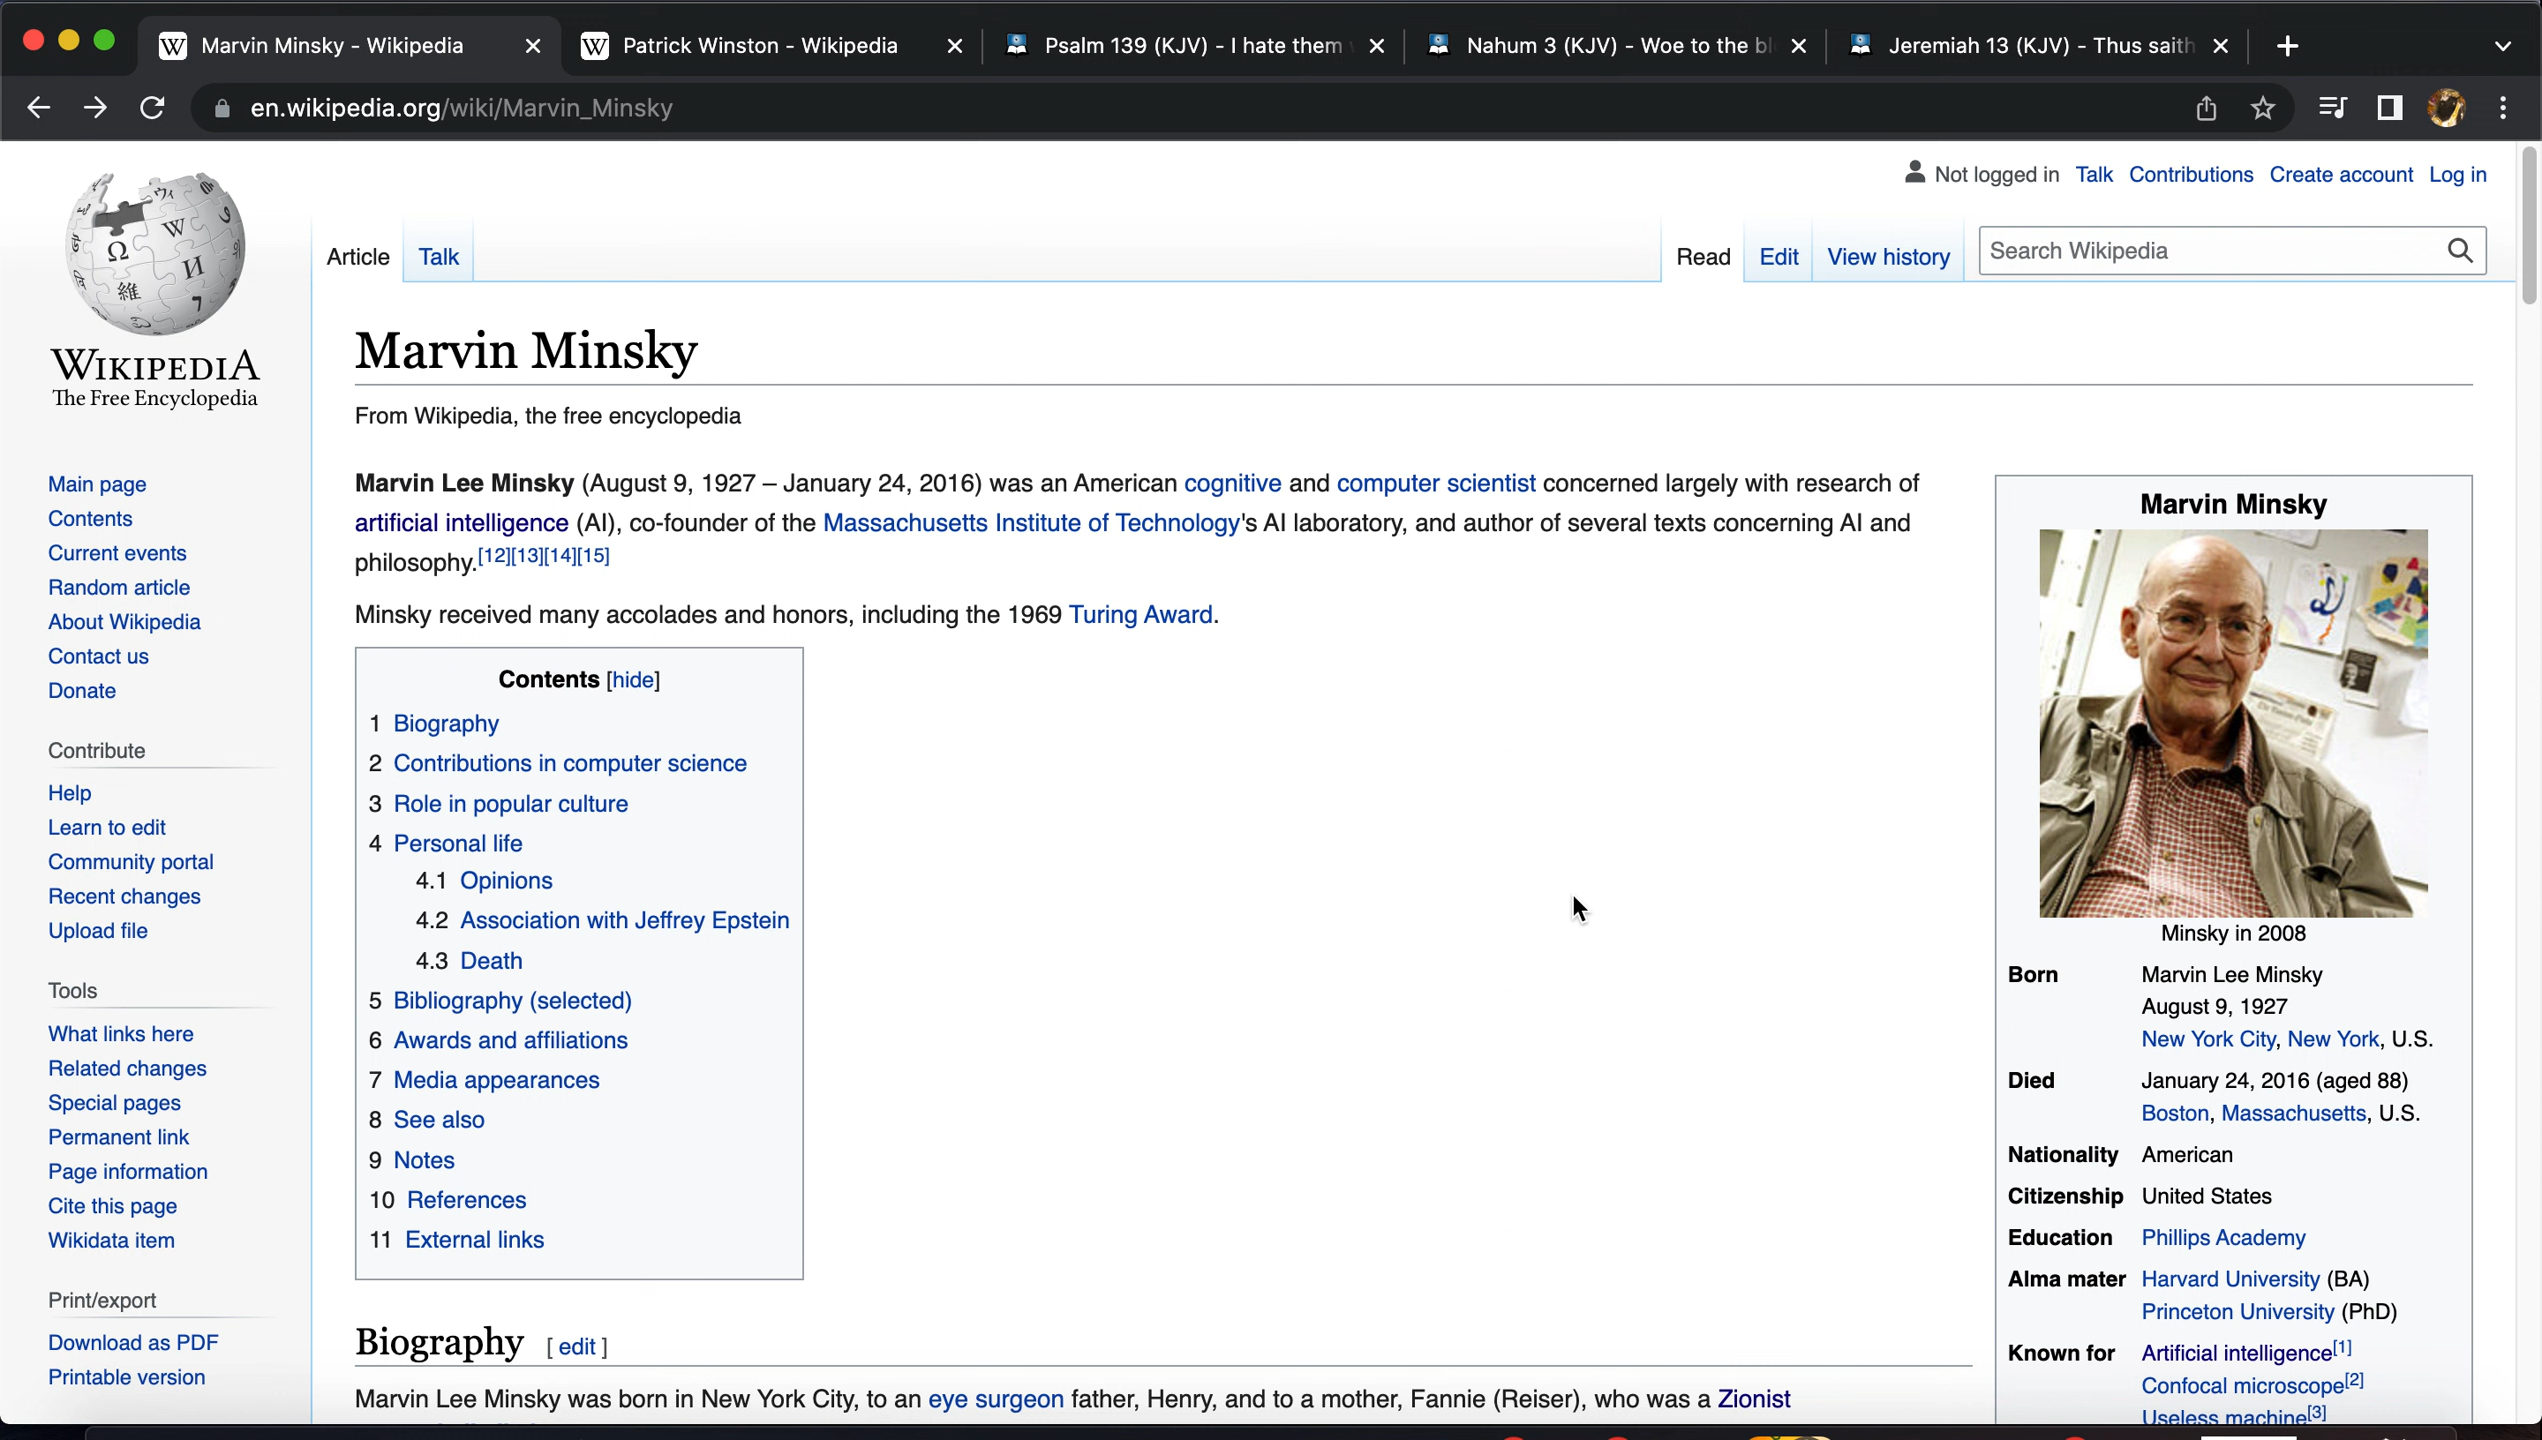 Marvin Minsky - Wikipedia
Patrick Winston - Wikipedia
Psalm 139 (KJV) - I hate them
Nahum 3 (KJV) - Woe to the bl
Jeremiah 13 (KJV) - Thus saith
en.wikipedia.org/wiki/Marvin_Minsky
Not logged in Talk Contributions Create account Log in
Article Talk
Read Edit View history
Search Wikipedia
WIKIPEDIA
The Free Encyclopedia
Main page
Contents
Current events
Random article
About Wikipedia
Contact us
Donate
Contribute
Help
Learn to edit
Community portal
Recent changes
Upload file
Tools
What links here
Related changes
Special pages
Permanent link
Page information
Cite this page
Wikidata item
Print/export
Download as PDF
Printable version
Marvin Minsky
From Wikipedia, the free encyclopedia
Marvin Lee Minsky (August 9, 1927 – January 24, 2016) was an American cognitive and computer scientist concerned largely with research of
artificial intelligence (AI), co-founder of the Massachusetts Institute of Technology's AI laboratory, and author of several texts concerning AI and
philosophy.[12][13][14][15]
Minsky received many accolades and honors, including the 1969 Turing Award.
Contents [hide]
1 Biography
2 Contributions in computer science
3 Role in popular culture
4 Personal life
4.1 Opinions
4.2 Association with Jeffrey Epstein
4.3 Death
5 Bibliography (selected)
6 Awards and affiliations
7 Media appearances
8 See also
9 Notes
10 References
11 External links
Biography [ edit ]
Marvin Lee Minsky was born in New York City, to an eye surgeon father, Henry, and to a mother, Fannie (Reiser), who was a Zionist
Marvin Minsky
Minsky in 2008
Born Marvin Lee Minsky
August 9, 1927
New York City, New York, U.S.
Died January 24, 2016 (aged 88)
Boston, Massachusetts, U.S.
Nationality American
Citizenship United States
Education Phillips Academy
Alma mater Harvard University (BA)
Princeton University (PhD)
Known for Artificial intelligence[1]
Confocal microscope[2]
Useless machine[3]